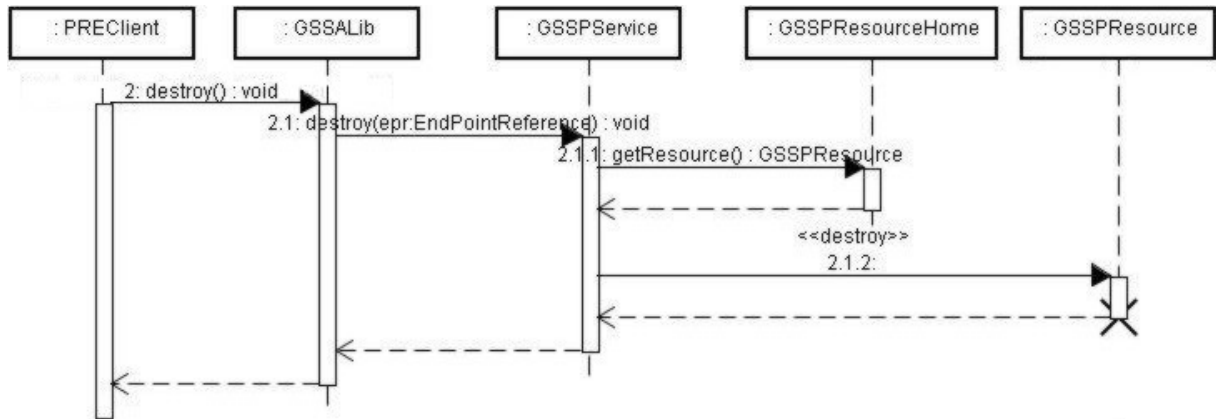 : PREClient
: GSSALib
: GSSPService
: GSSPResourceHome
: GSSPResource
2: destroy() : void
2.1: destroy(epr:EndPointReference) : void
2.1.1: getResource() : GSSPResource
<<destroy>>
2.1.2: